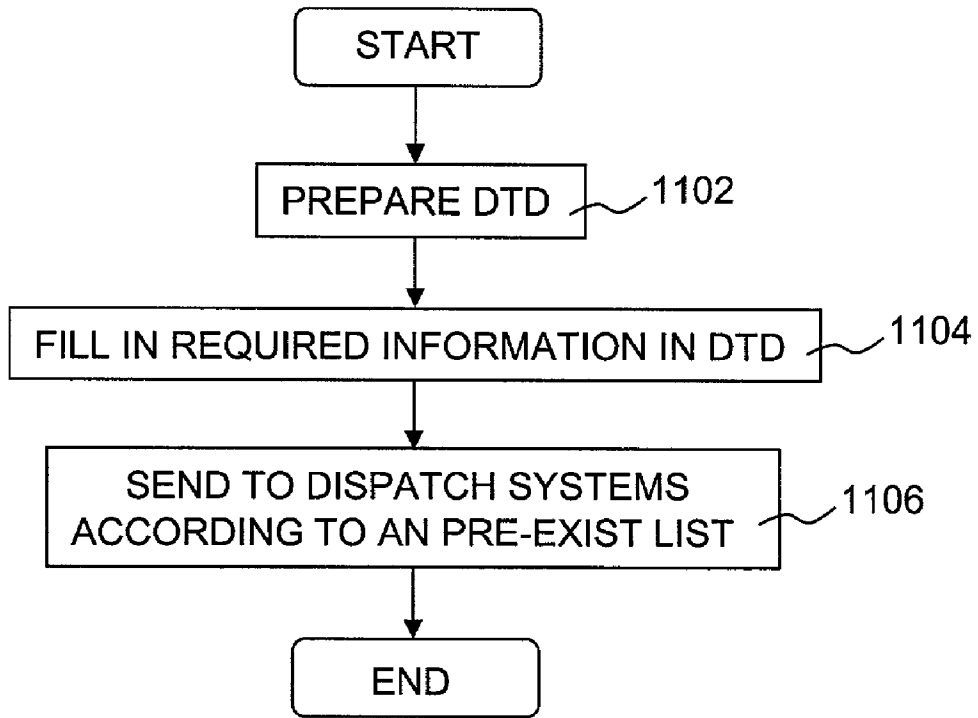 START
PREPARE DTD
1102
FILL IN REQUIRED INFORMATION IN DTD
1104
SEND TO DISPATCH SYSTEMS
ACCORDING TO AN PRE-EXIST LIST
1106
END